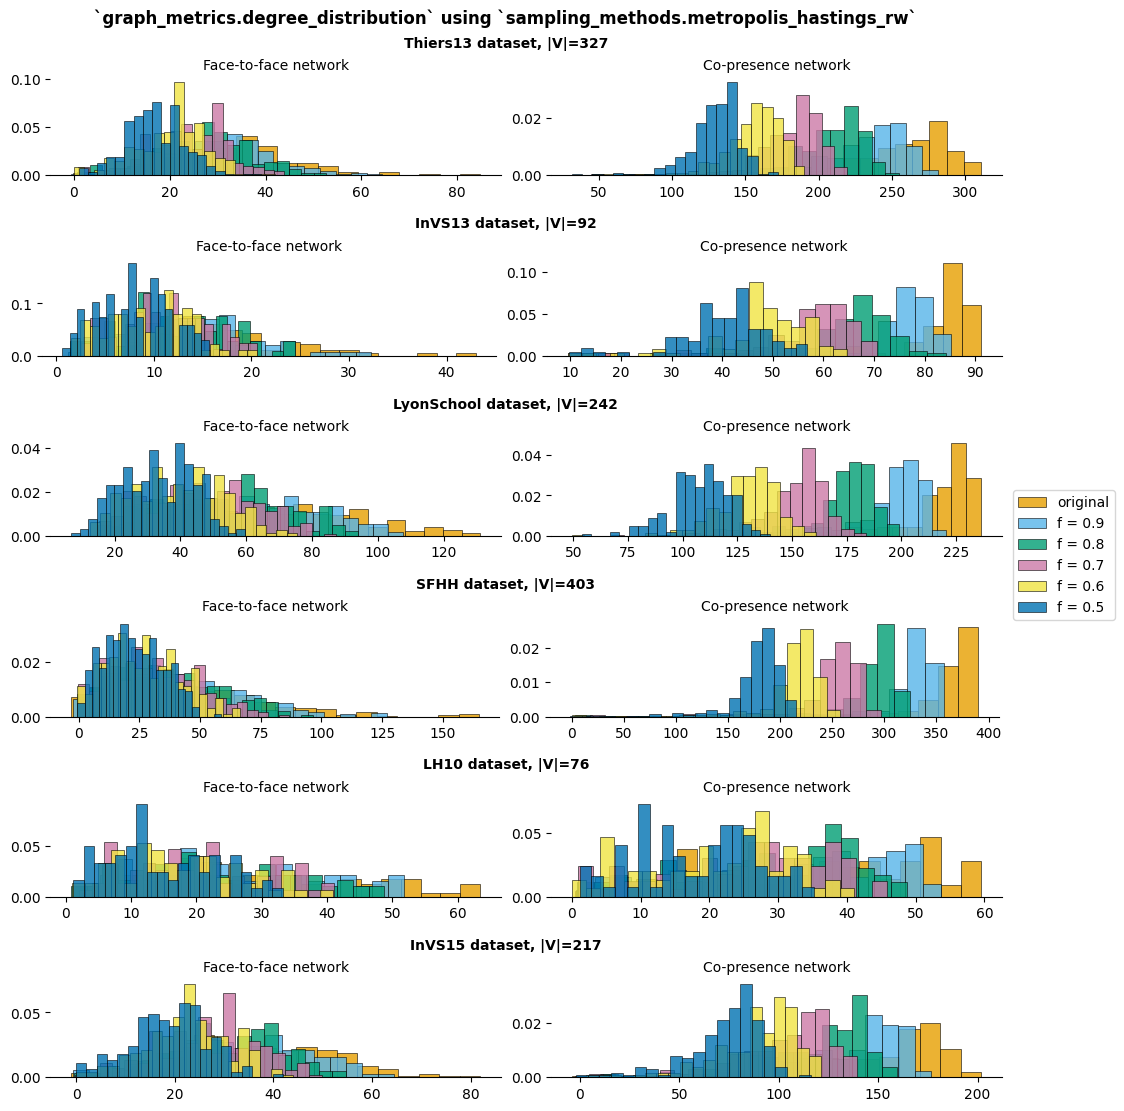 `graph_metrics.degree_distribution` using `sampling_methods.metropolis_hastings_rw`
Thiers13 dataset, |V|=327
Face-to-face network
0.10
0.05
0.00
0 20 40 60 80
Co-presence network
0.02
0.00
50 100 150 200 250 300
InVS13 dataset, |V|=92
Face-to-face network
0.1
0.0
0 10 20 30 40
Co-presence network
0.10
0.05
0.00
10 20 30 40 50 60 70 80 90
LyonSchool dataset, |V|=242
Face-to-face network
0.04
0.02
0.00
20 40 60 80 100 120
Co-presence network
0.04
0.02
0.00
50 75 100 125 150 175 200 225
original
f = 0.9
f = 0.8
f = 0.7
f = 0.6
f = 0.5
SFHH dataset, |V|=403
Face-to-face network
0.02
0.00
0 25 50 75 100 125 150
Co-presence network
0.02
0.01
0.00
0 50 100 150 200 250 300 350 400
LH10 dataset, |V|=76
Face-to-face network
0.05
0.00
0 10 20 30 40 50 60
Co-presence network
0.05
0.00
0 10 20 30 40 50 60
InVS15 dataset, |V|=217
Face-to-face network
0.05
0.00
0 20 40 60 80
Co-presence network
0.02
0.00
0 50 100 150 200